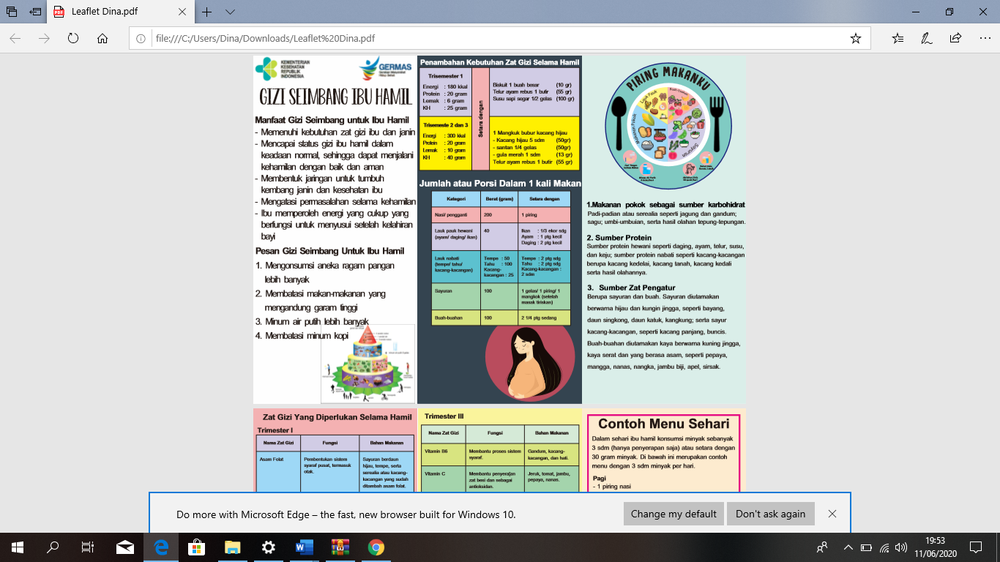 Leaflet Dina.pdf
file:///C:/Users/Dina/Downloads/Leaflet%20Dina.pdf
KEMENTERIAN
KESEHATAN
REPUBLIK
INDONESIA
GERMAS
GIZI SEIMBANG IBU HAMIL
Manfaat Gizi Seimbang untuk Ibu Hamil
- Memenuhi kebutuhan zat gizi ibu dan janin
- Mencapai status gizi ibu hamil dalam
keadaan normal, sehingga dapat menjalani
kehamilan dengan baik dan aman
- Membentuk jaringan untuk tumbuh
kembang janin dan kesehatan ibu
- Mengatasi permasalahan selama kehamilan
- Ibu memperoleh energi yang cukup yang
berfungsi untuk menyusui setelah kelahiran
bayi
Pesan Gizi Seimbang Untuk Ibu Hamil
1. Mengonsumsi aneka ragam pangan
lebih banyak
2. Membatasi makan-makanan yang
mengandung garam tinggi
3. Minum air putih lebih banyak
4. Membatasi minum kopi
Penambahan Kebutuhan Zat Gizi Selama Hamil
Trisemester 1
Energi : 180 kkal
Protein : 20 gram
Lemak : 6 gram
KH : 25 gram
Setara dengan
Biskuit 1 buah besar (10 gr)
Telur ayam rebus 1 butir (55 gr)
Susu sapi segar 1/2 gelas (100 gr)
Trisemeste 2 dan 3
Energi : 300 kkal
Protein : 20 gram
Lemak : 10 gram
KH : 40 gram
1 Mangkuk bubur kacang hijau
- Kacang hijau 5 sdm (50gr)
- santan 1/4 gelas (50gr)
- gula merah 1 sdm (13 gr)
Telur ayam rebus 1 butir (55 gr)
Jumlah atau Porsi Dalam 1 kali Makan
Kategori Berat (gram) Setara dengan
Nasi/ pengganti 200 1 piring
Lauk pauk hewani 40 Ikan : 1/3 ekor sdg
(ayam/ daging/ ikan) Ayam : 1 ptg kecil
Daging : 2 ptg kecil
Lauk nabati Tempe : 50 Tempe : 2 ptg sdg
(tempe/ tahu/ Tahu : 100 Tahu : 2 ptg sdg
kacang-kacangan) Kacang- Kacang-kacangan :
kacangan : 25 2 sdm
Sayuran 100 1 gelas/ 1 piring/ 1
mangkok (setelah
masak tiriskan)
Buah-buahan 100 2 1/4 ptg sedang
PIRING MAKANKU
Lauk Pauk
Makanan Pokok
Sayuran
1.Makanan pokok sebagai sumber karbohidrat
Padi-padian atau serealia seperti jagung dan gandum;
sagu; umbi-umbuian, serta hasil olahan tepung-tepungan.
2. Sumber Protein
Sumber protein hewani seperti daging, ayam, telur, susu,
dan keju; sumber protein nabati seperti kacang-kacangan
berupa kacang kedelai, kacang tanah, kacang kedali
serta hasil olahannya.
3. Sumber Zat Pengatur
Berupa sayuran dan buah. Sayuran diutamakan
berwarna hijau dan kungin jingga, seperti bayang,
daun singkong, daun katuk, kangkung; serta sayur
kacang-kacangan, seperti kacang panjang, buncis.
Buah-buahan diutamakan kaya berwarna kuning jingga,
kaya serat dan yang berasa asam, seperti pepaya,
mangga, nanas, nangka, jambu biji, apel, sirsak.
Zat Gizi Yang Diperlukan Selama Hamil
Trimester I
Nama Zat Gizi Fungsi Bahan Makanan
Asam Folat Pembentukan sistem Sayuran berdaun
syaraf pusat, termasuk hijau, tempe, serta
otak. serealia atau kacang-
kacangan yang sudah
ditambah asam folat.
Trimester III
Nama Zat Gizi Fungsi Bahan Makanan
Vitamin B6 Membantu proses sistem Gandum, kacang-
syaraf. kacangan, dan hati.
Vitamin C Membantu penyerajan Jeruk, tomat, jambu,
zat besi dan sebagai pepaya, nanas.
antioksidan.
Contoh Menu Sehari
Dalam sehari ibu hamil konsumsi minyak sebanyak
3 sdm (hanya penyerapan saja) atau setara dengan
30 gram minyak. Di bawah ini merupakan contoh
menu dengan 3 sdm minyak per hari.
Pagi
- 1 piring nasi
Do more with Microsoft Edge – the fast, new browser built for Windows 10.
Change my default
Don't ask again
19:53
11/06/2020